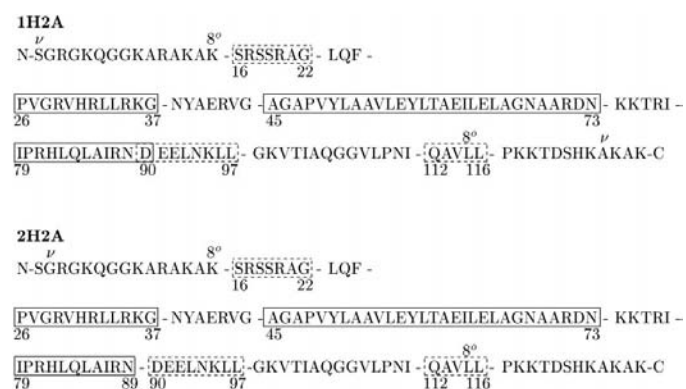 1H2A
ν 8°
N-SGRGKQGGKARAKAK - SRSSRAG - LQF -
16 22
PVGRVHRLLRKG - NYAERVG - AGAPVYLAAVLEYLTAEILELAGNAARDN - KKTRI -
26 37 45 73
8° ν
IPRHLQLAIRN D EELNKLL - GKVTIAQGGVLPNI - QAVLL - PKKTDSHKAKAK-C
79 90 97 112 116
2H2A
ν 8°
N-SGRGKQGGKARAKAK - SRSSRAG - LQF -
16 22
PVGRVHRLLRKG - NYAERVG - AGAPVYLAAVLEYLTAEILELAGNAARDN - KKTRI -
26 37 45 73
8°
IPRHLQLAIRN - DEELNKLL - GKVTIAQGGVLPNI - QAVLL - PKKTDSHKAKAK-C
79 89 90 97 112 116